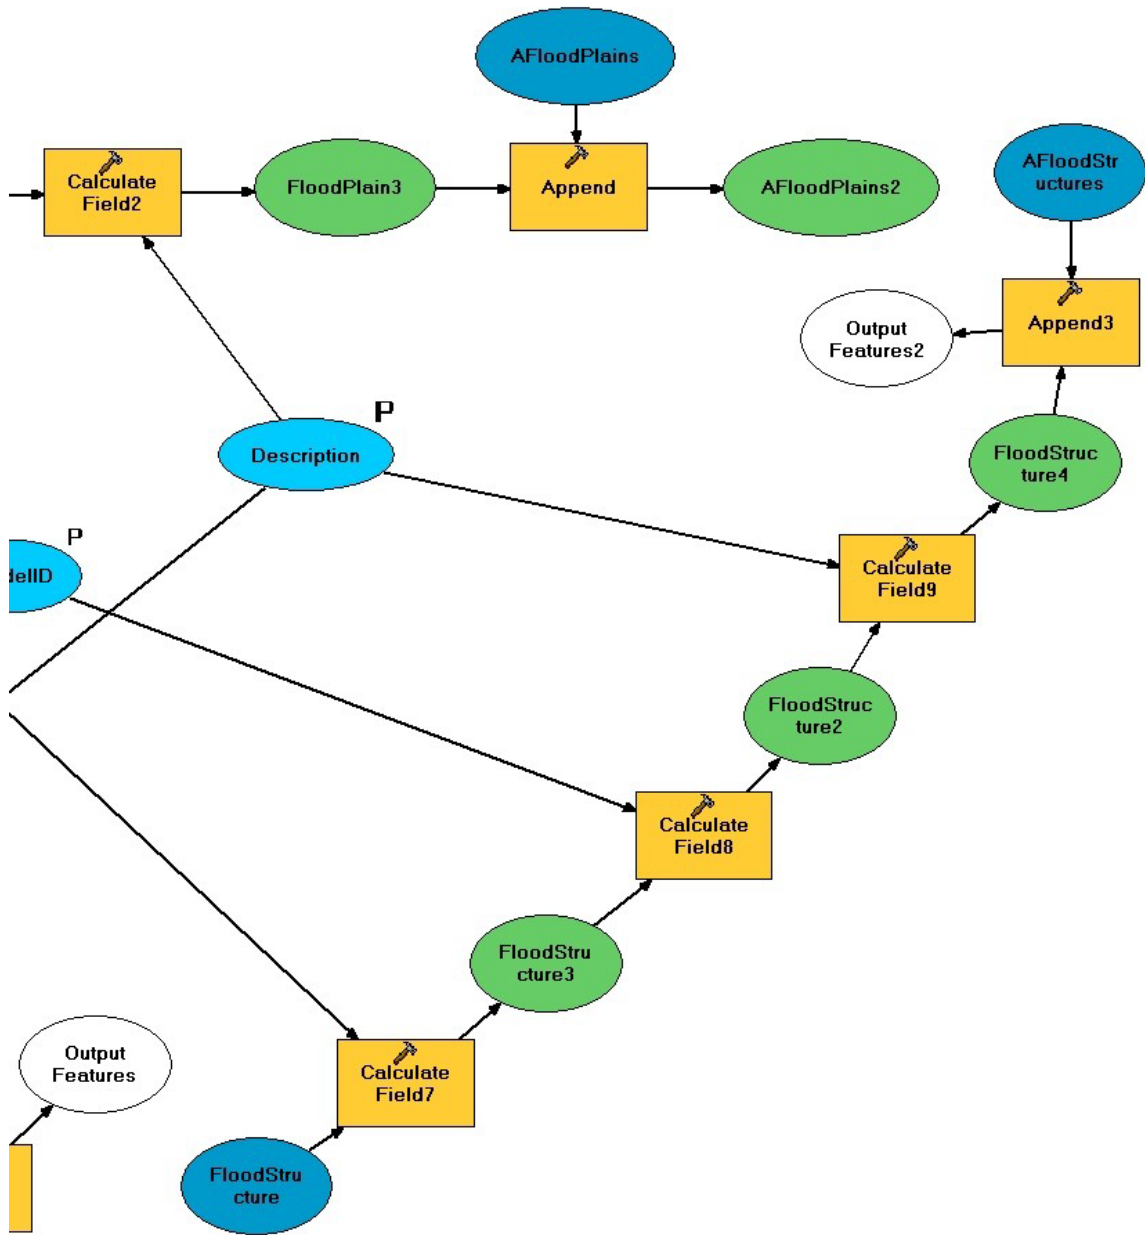 AFloodPlains
Calculate
Field2
FloodPlain3
Append
AFloodPlains2
AFloodStr
uctures
Output
Features2
Append3
P
Description
FloodStruc
ture4
P
delID
Calculate
Field9
FloodStruc
ture2
Calculate
Field8
FloodStru
cture3
Output
Features
Calculate
Field7
FloodStru
cture